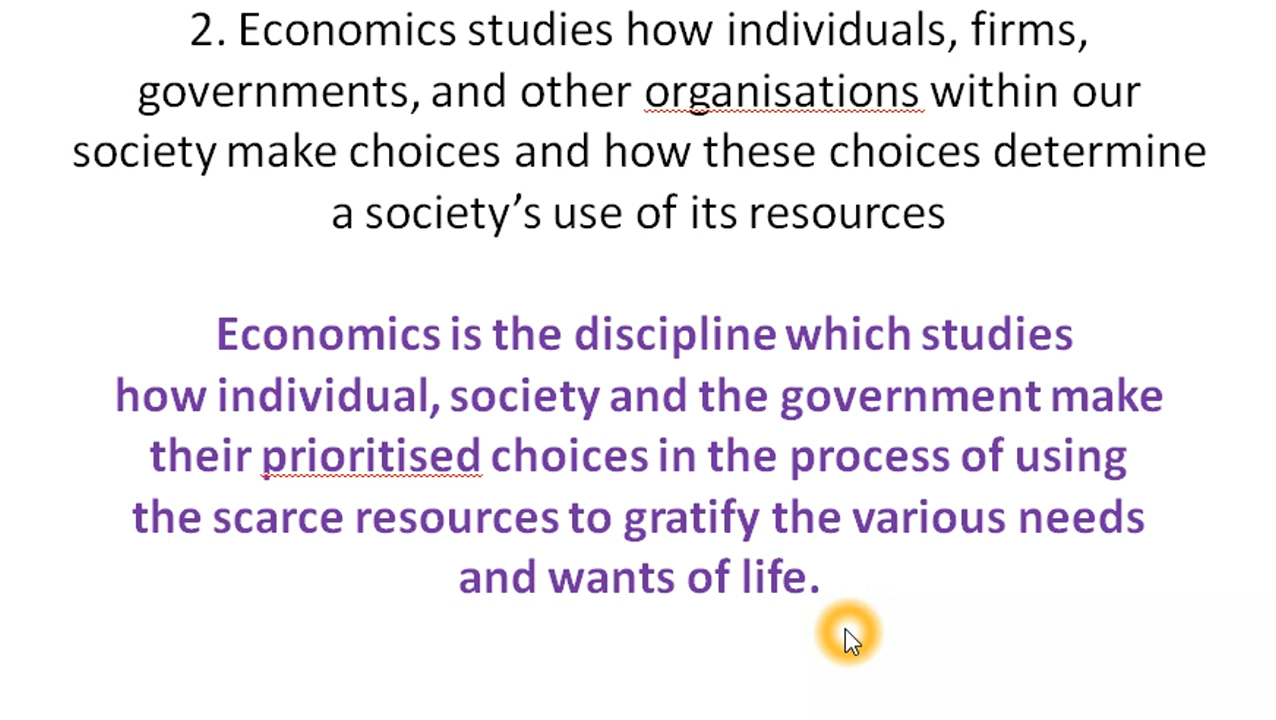 2. Economics studies how individuals, firms,
governments, and other organisations within our
society make choices and how these choices determine
a society’s use of its resources
Economics is the discipline which studies
how individual, society and the government make
their prioritised choices in the process of using
the scarce resources to gratify the various needs
and wants of life.